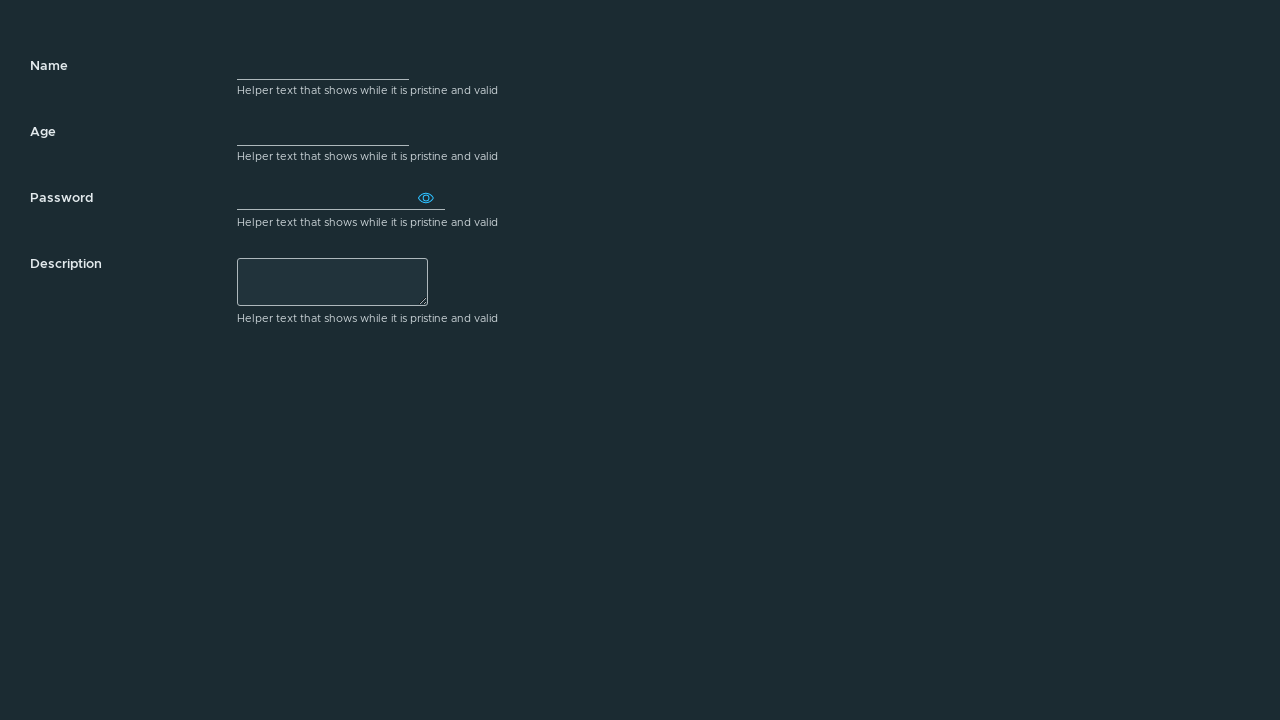 Name
Helper text that shows while it is pristine and valid
Age
Helper text that shows while it is pristine and valid
Password
Helper text that shows while it is pristine and valid
Description
Helper text that shows while it is pristine and valid